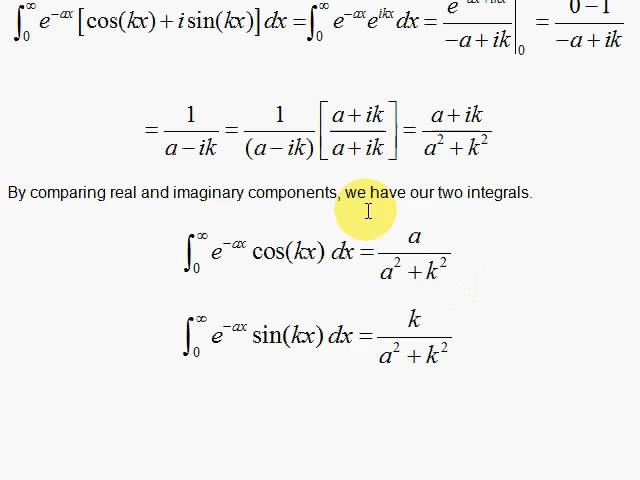 ∫₀^∞ e^{-ax} [cos(kx) + i sin(kx)] dx = ∫₀^∞ e^{-ax} e^{ikx} dx = e / (-a + ik) |₀ = (0 - 1) / (-a + ik)
= 1 / (a - ik) = 1 / (a - ik) [(a + ik) / (a + ik)] = (a + ik) / (a² + k²)
By comparing real and imaginary components, we have our two integrals.
∫₀^∞ e^{-ax} cos(kx) dx = a / (a² + k²)
∫₀^∞ e^{-ax} sin(kx) dx = k / (a² + k²)